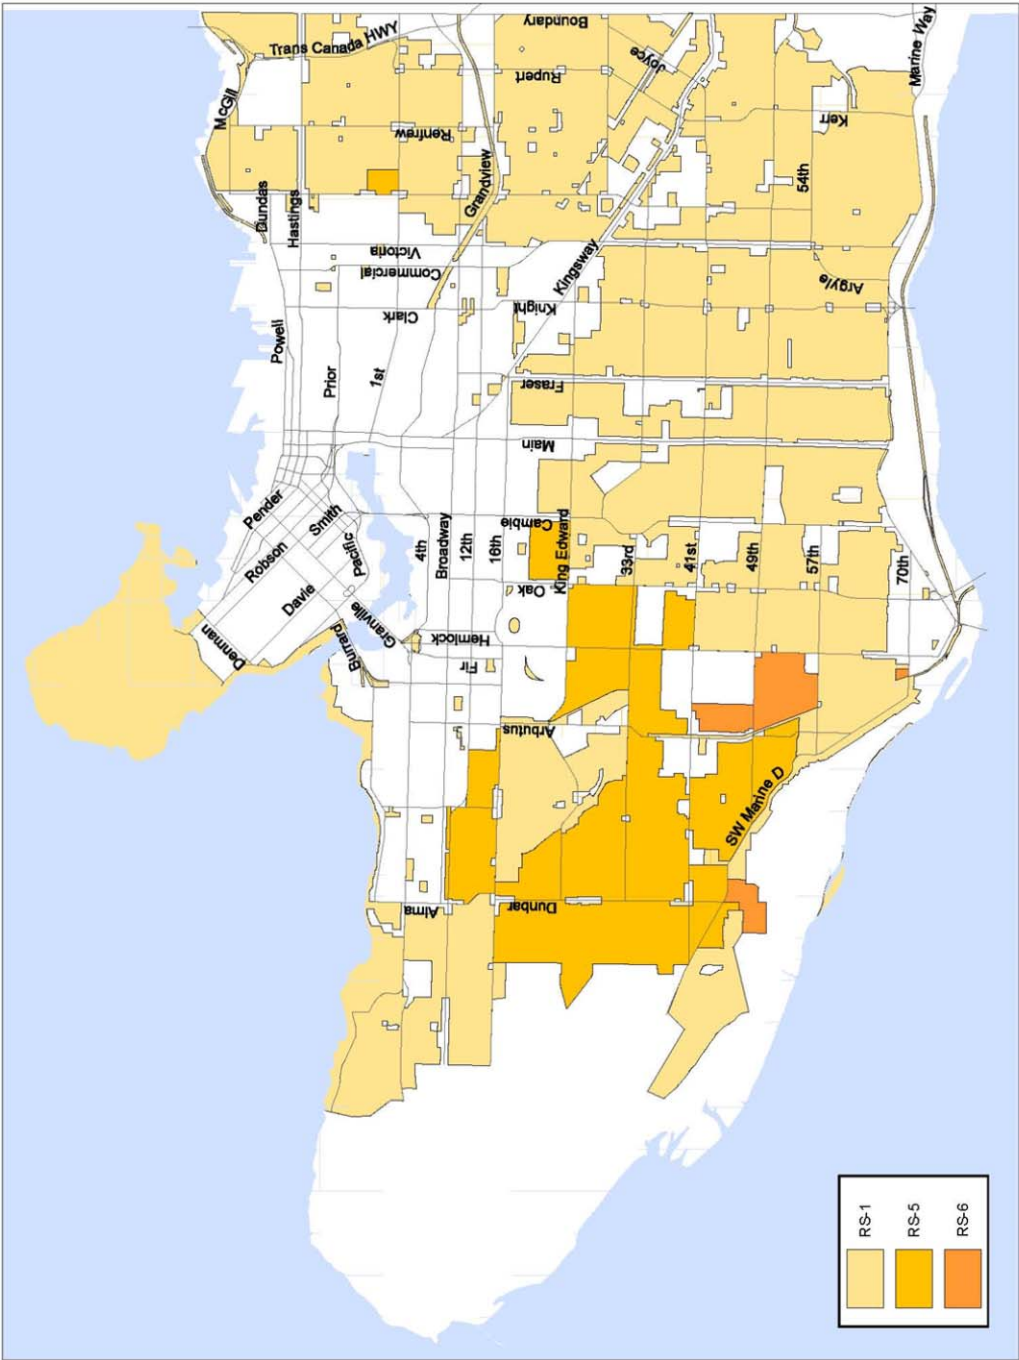 Boundary
Trans Canada HWY
Marine Way
Joyce
Rupert
McGill
Renfrew
Kerr
Grandview
54th
Dundas
Hastings
Victoria
Commercial
Kingsway
Argyle
Clark
Knight
Powell
Prior
1st
Fraser
Main
Pender
Smith
Robson
Pacific
4th
Broadway
12th
16th
Cambie
King Edward
33rd
41st
49th
57th
70th
Davie
Oak
Denman
Burrard
Granville
Hemlock
Fir
Arbutus
SW Marine D
Alma
Dunbar
RS-1
RS-5
RS-6